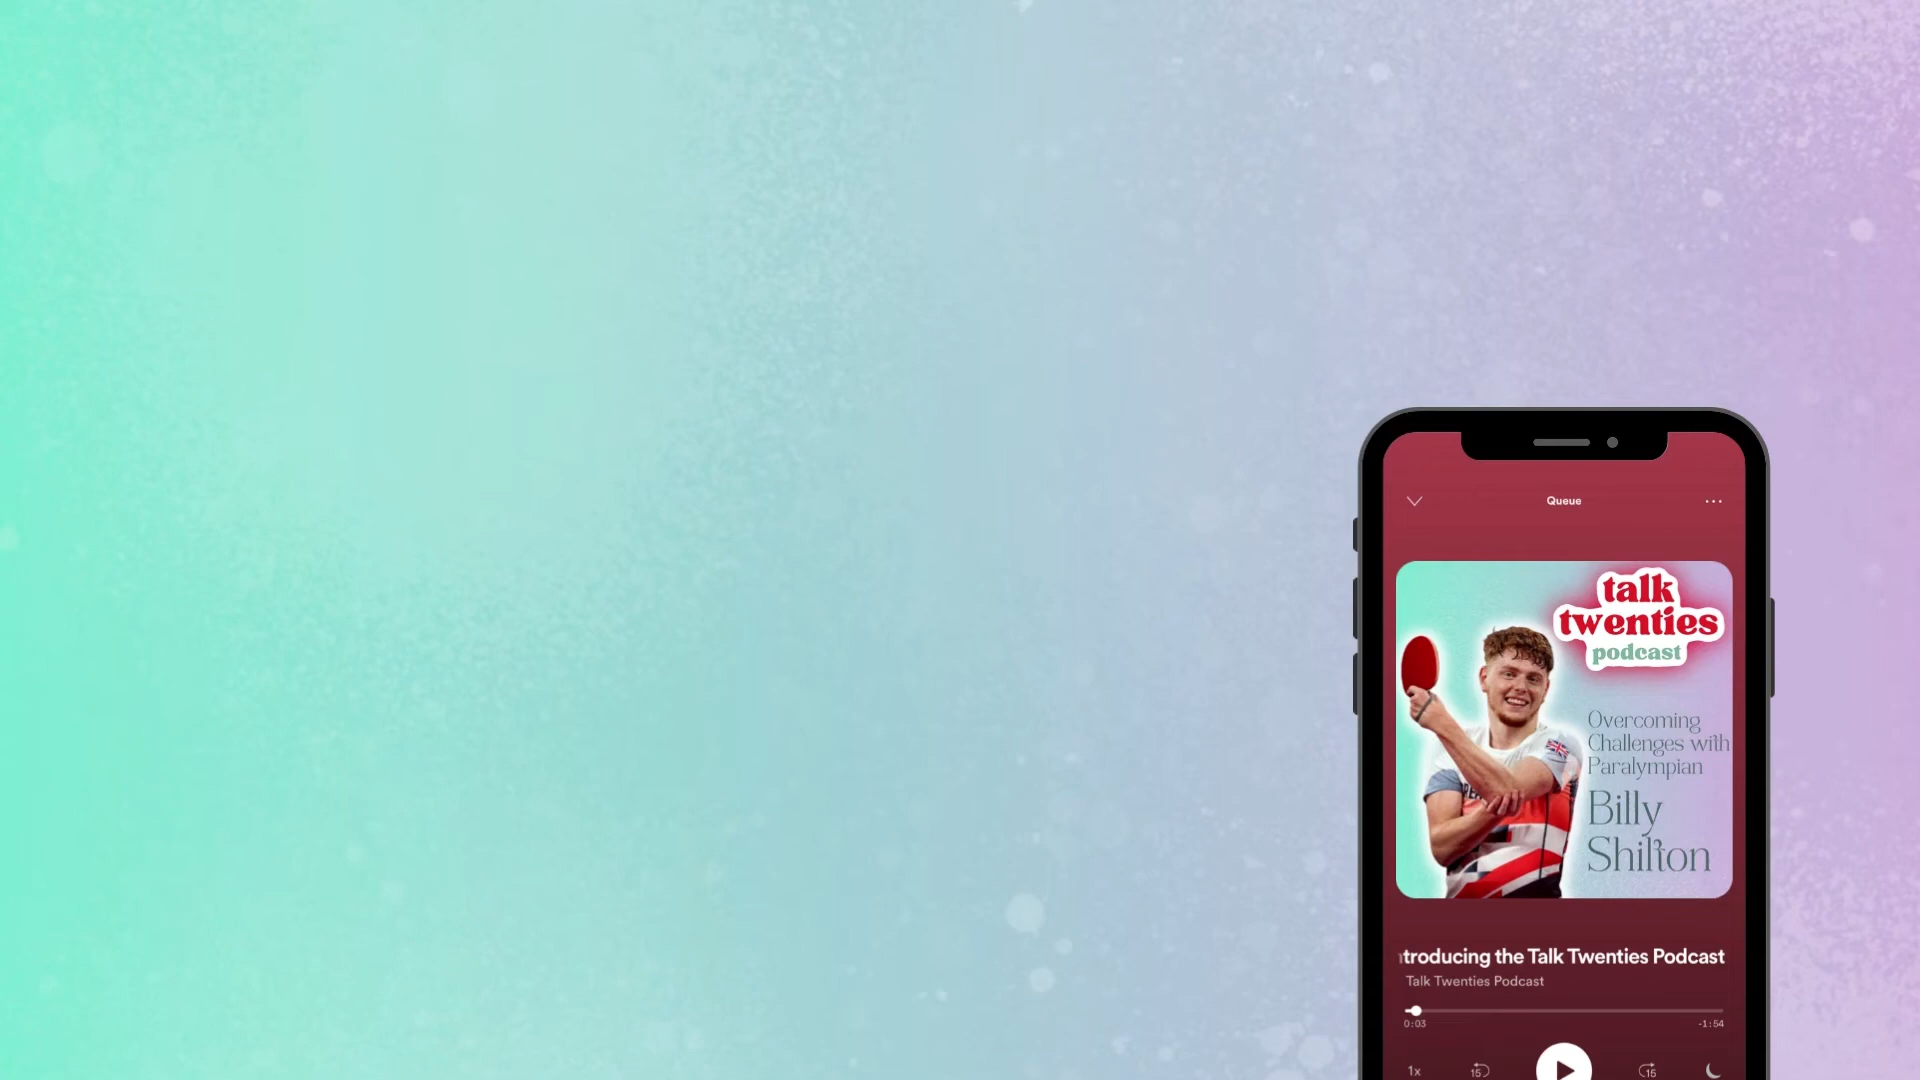 Queue
talk
twenties
podcast
Overcoming
Challenges with
Paralympian
Billy
Shilton
ntroducing the Talk Twenties Podcast
Talk Twenties Podcast
0:03
-1:54
1x
15
15